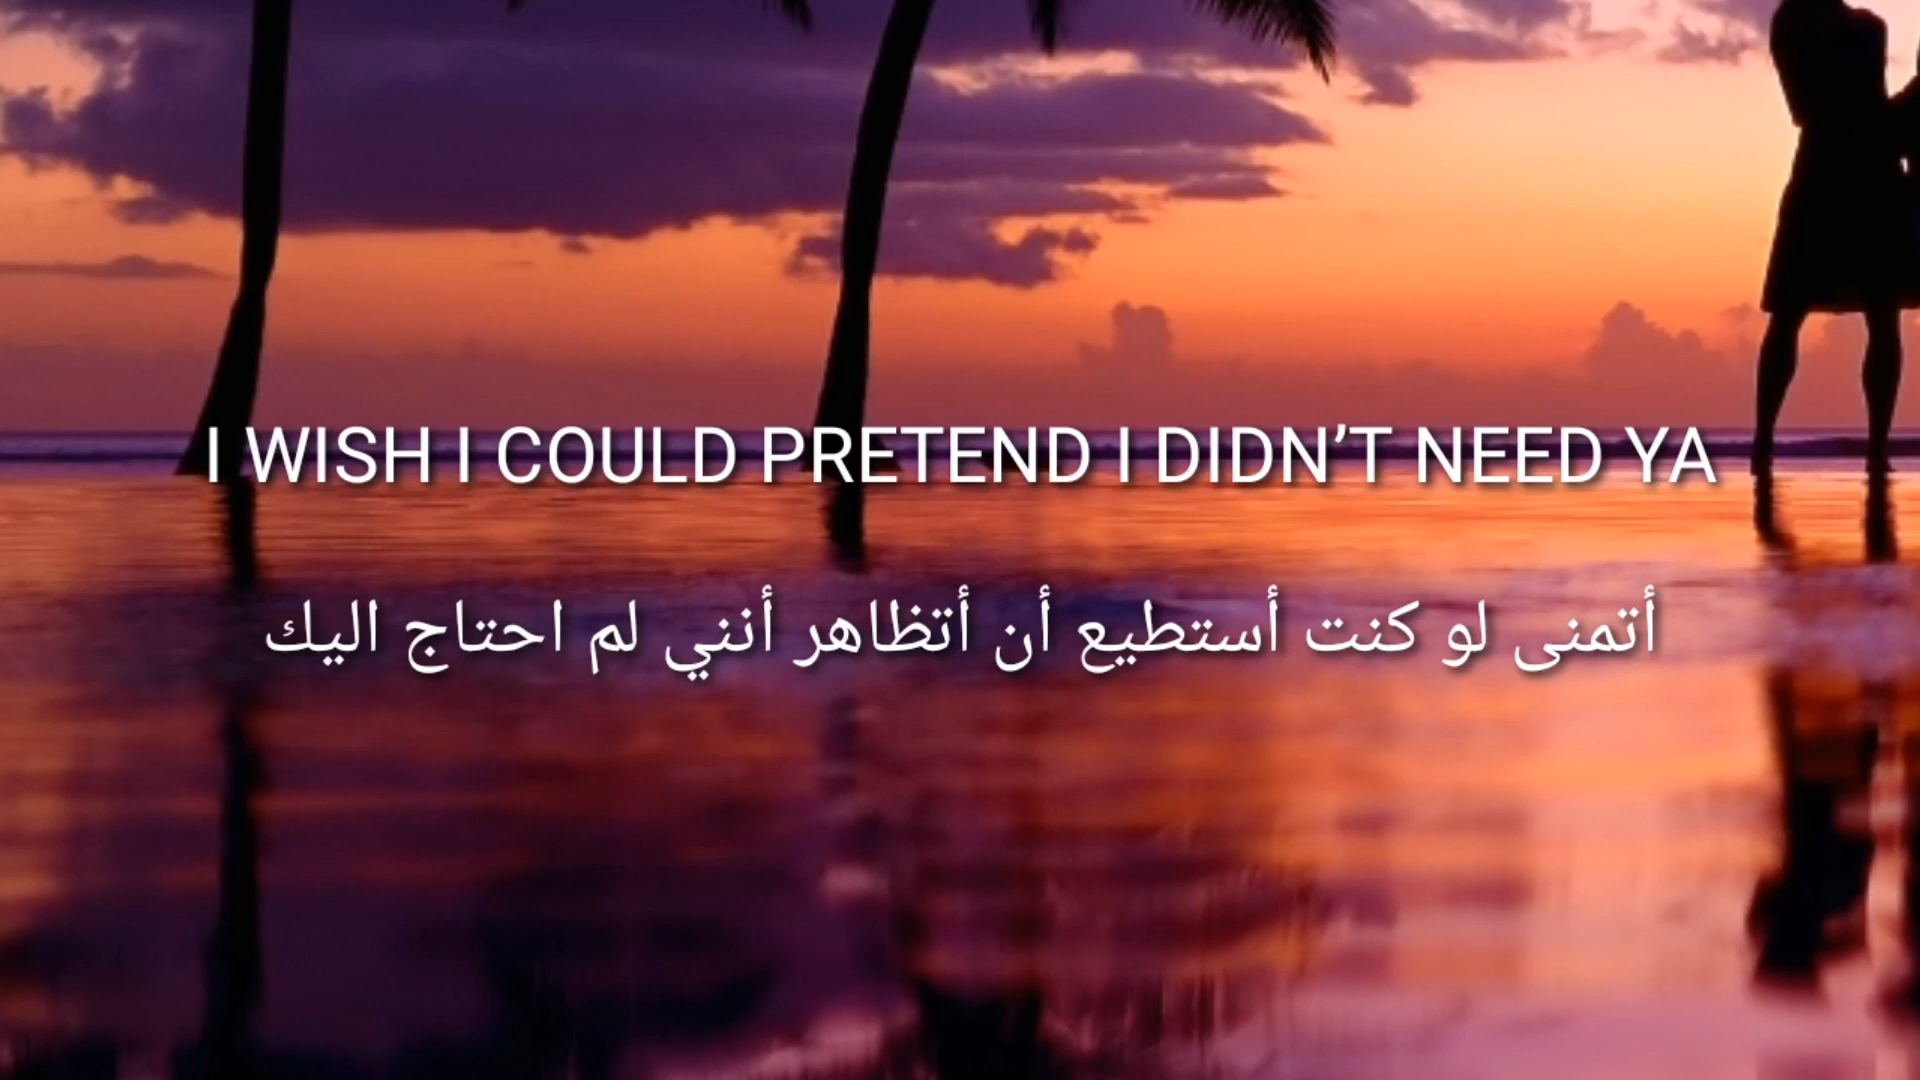 I WISH I COULD PRETEND I DIDN’T NEED YA
أتمنى لو كنت أستطيع أن أتظاهر أنني لم احتاج اليك